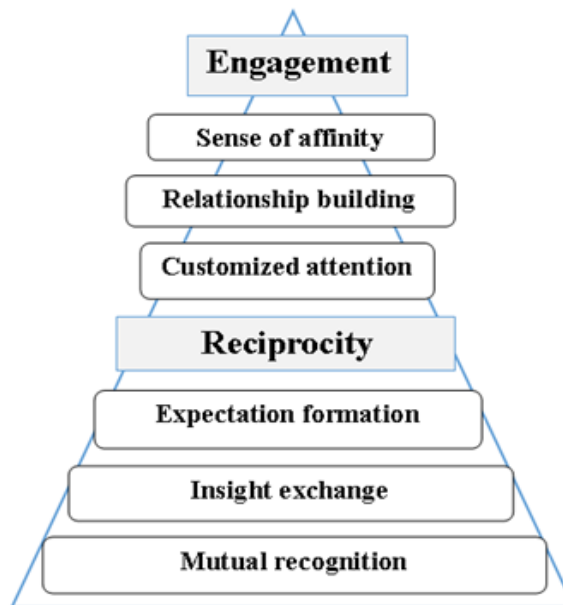 Engagement
Sense of affinity
Relationship building
Customized attention
Reciprocity
Expectation formation
Insight exchange
Mutual recognition